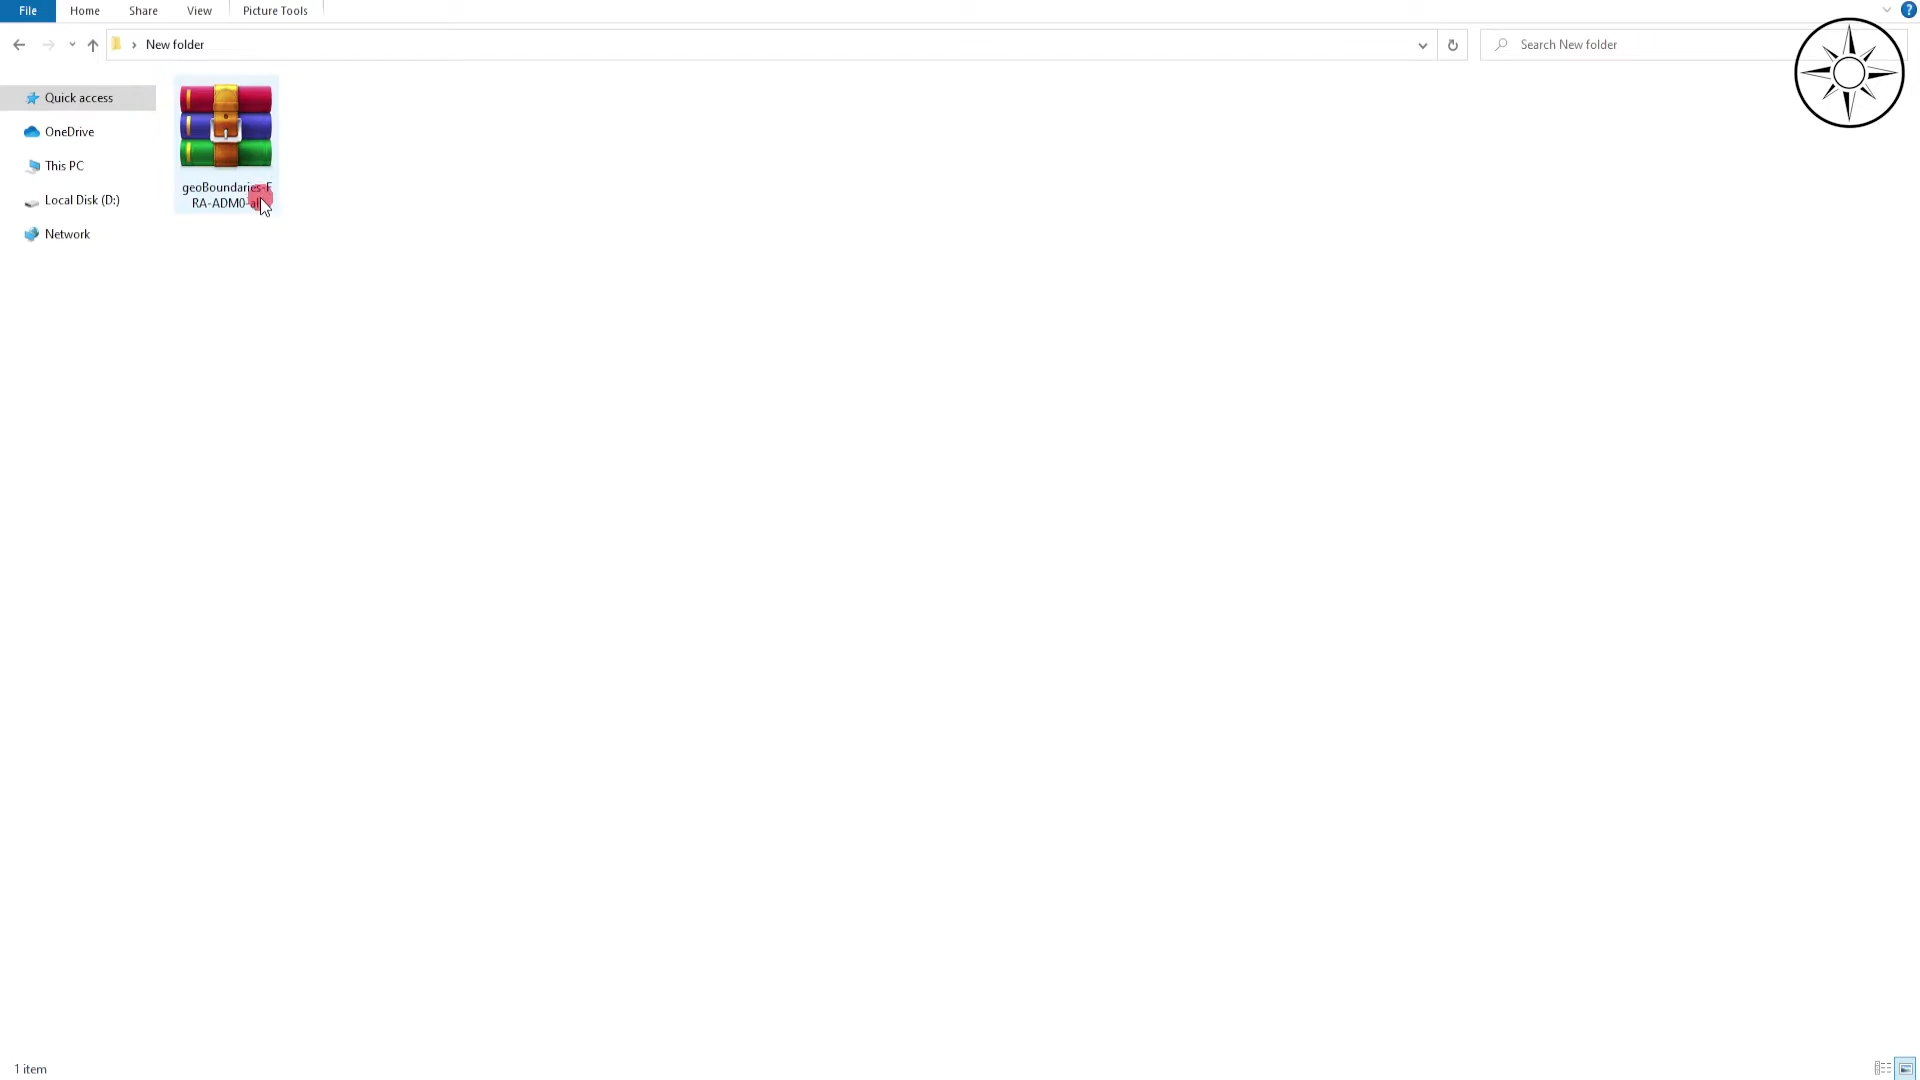 File Home Share View Picture Tools
New folder
Search New folder
Quick access
OneDrive
This PC
Local Disk (D:)
Network
geoBoundaries-F
RA-ADM0-all
1 item